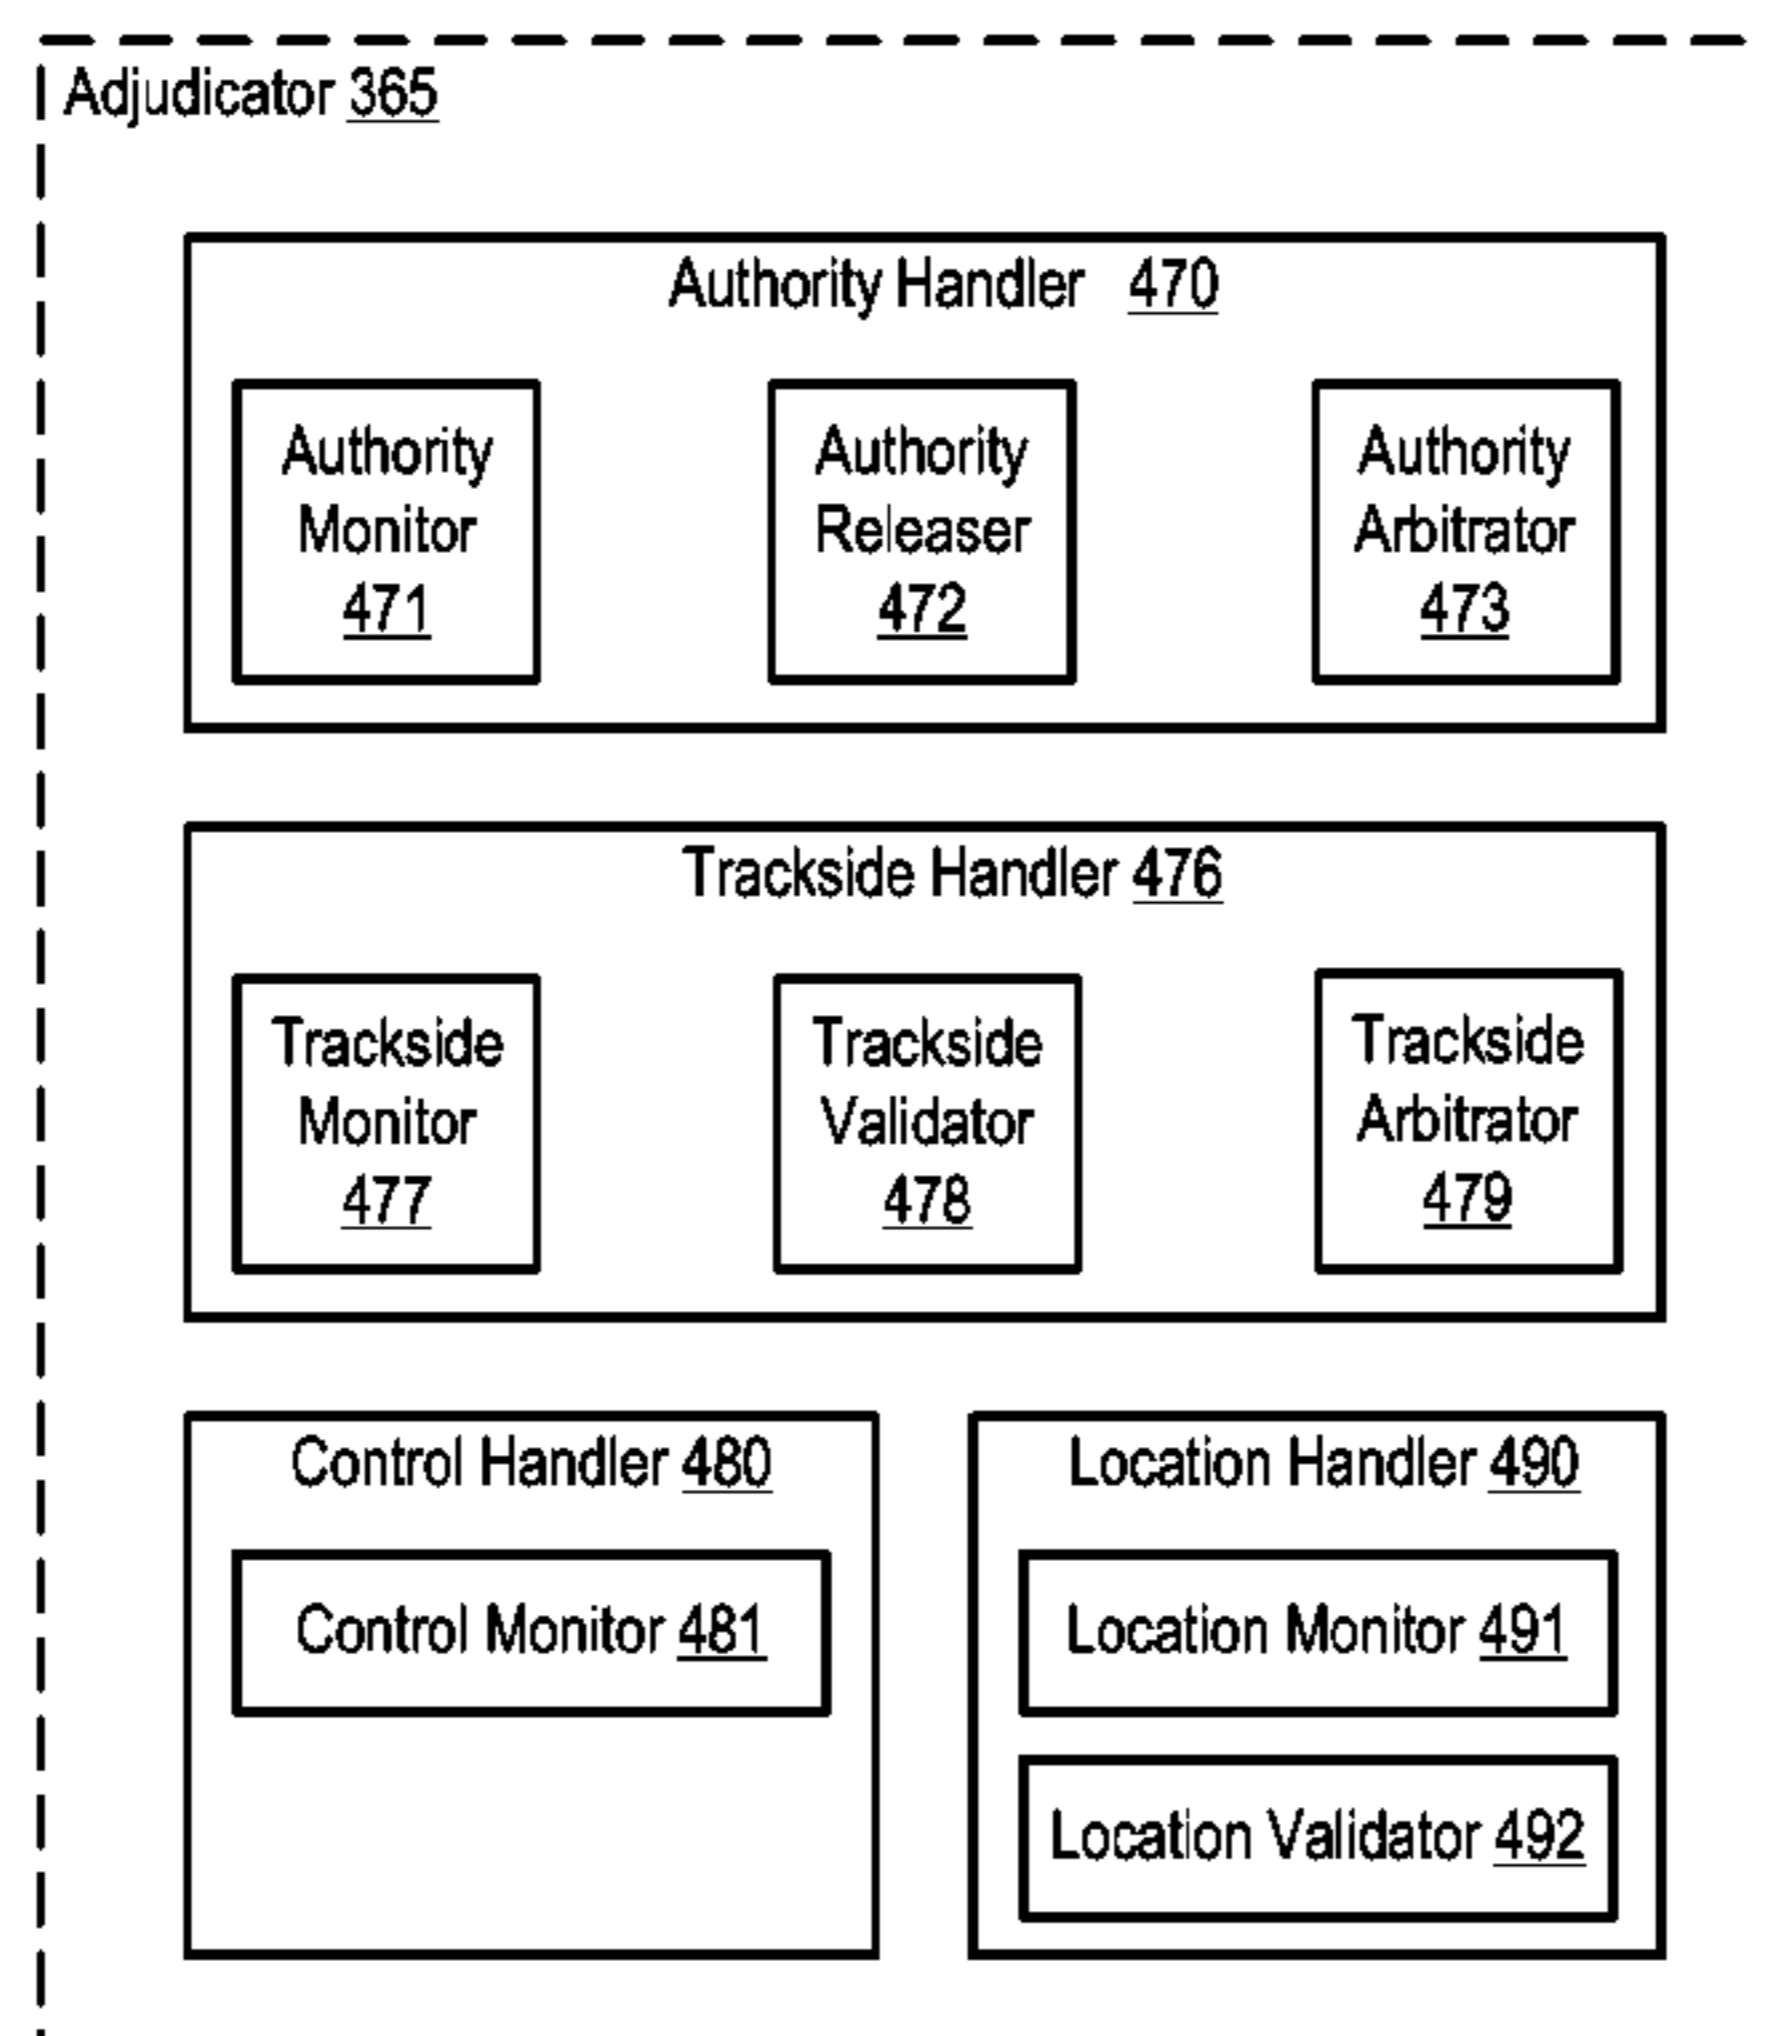 Adjudicator 365
Authority Handler 470
Authority
Monitor
471
Authority
Releaser
472
Authority
Arbitrator
473
Trackside Handler 476
Trackside
Monitor
477
Trackside
Validator
478
Trackside
Arbitrator
479
Control Handler 480
Control Monitor 481
Location Handler 490
Location Monitor 491
Location Validator 492